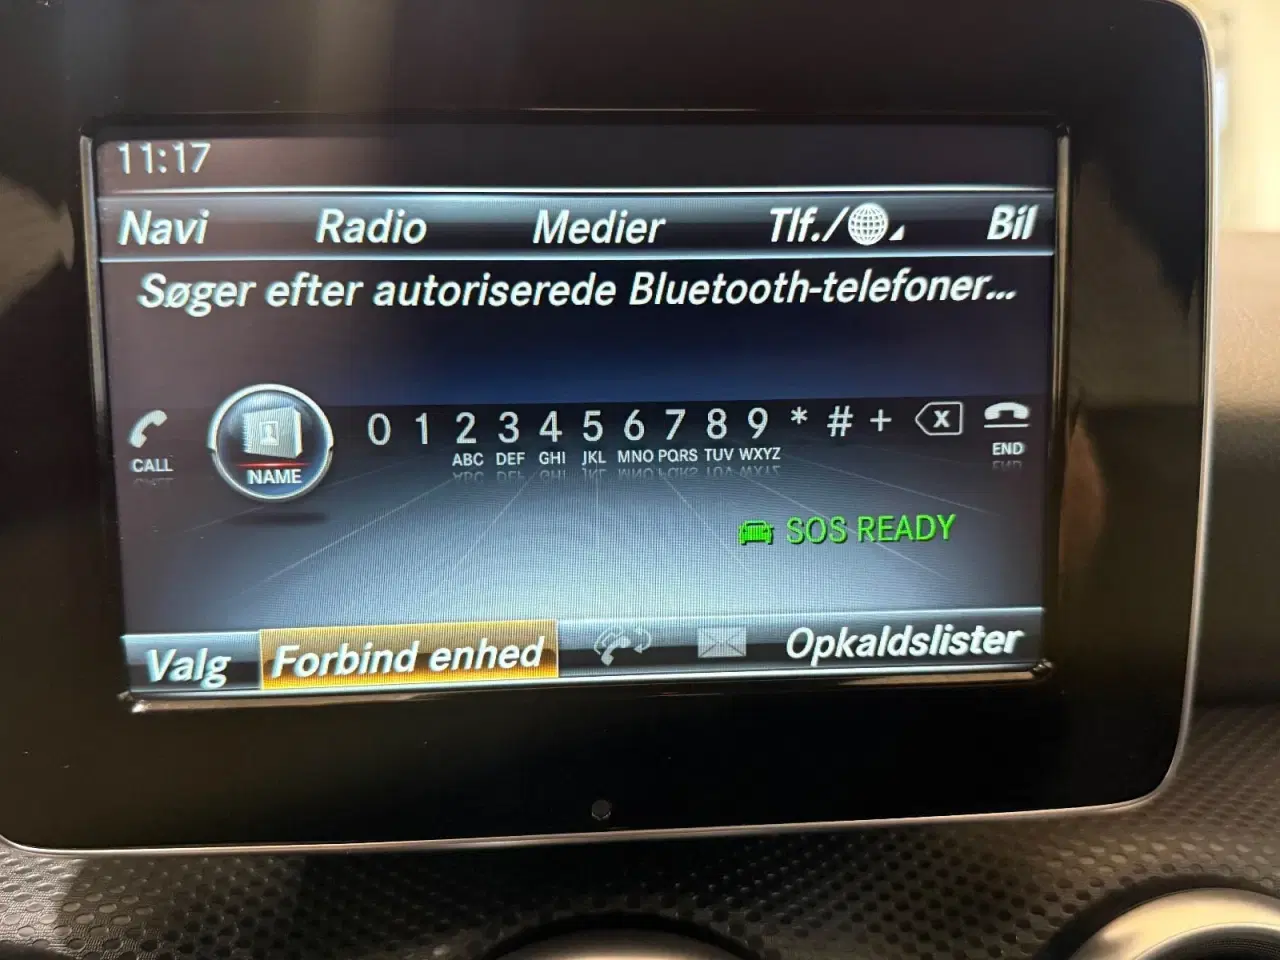 11:17
Navi Radio Medier Tlf./ Bil
Søger efter autoriserede Bluetooth-telefoner...
0 1 2 3 4 5 6 7 8 9 * # + X
ABC DEF GHI JKL MNO PQRS TUV WXYZ
CALL NAME END
SOS READY
Valg Forbind enhed Opkaldslister